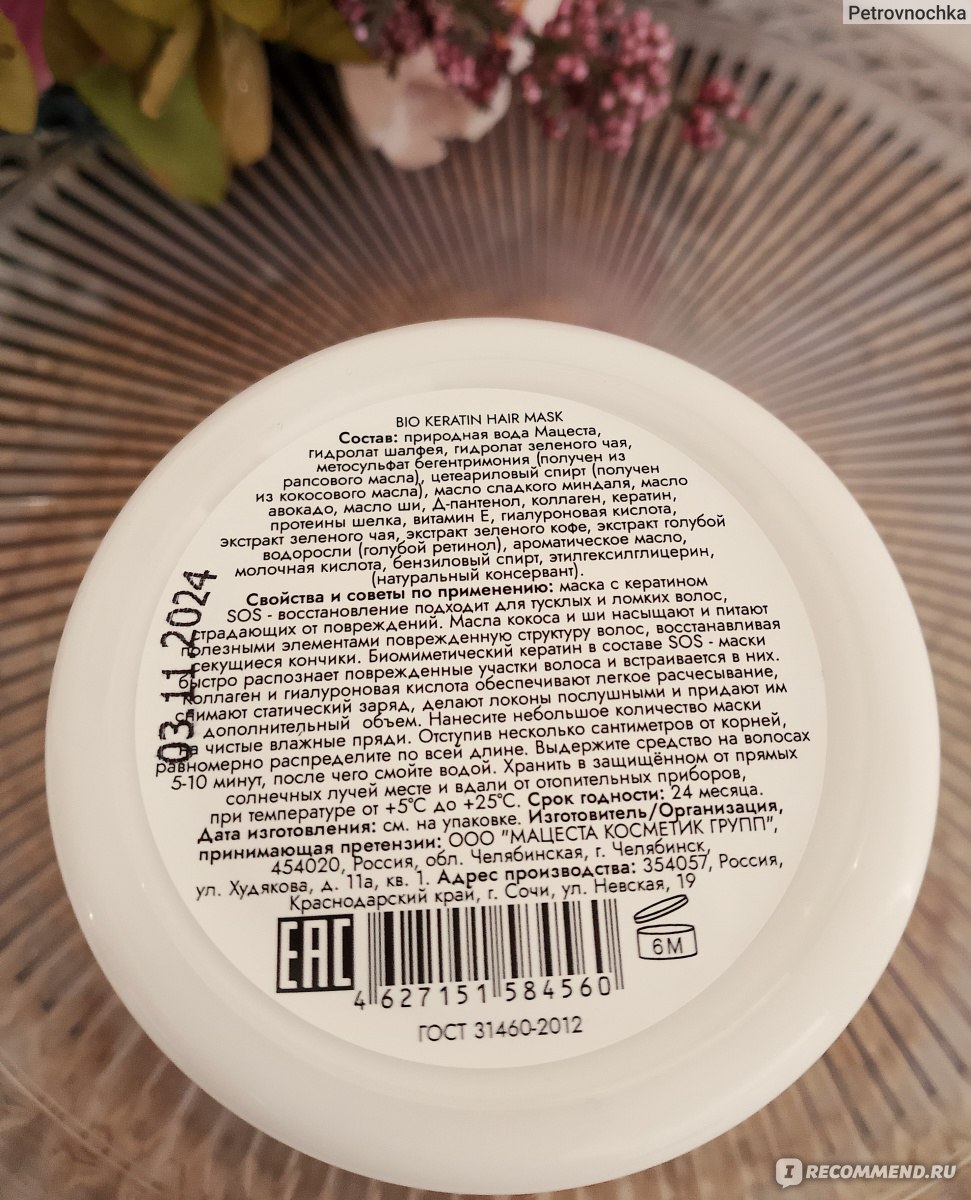 Petrovnochka
BIO KERATIN HAIR MASK
Состав: природная вода Мацеста,
гидролат шалфея, гидролат зеленого чая,
метосульфат бегентримония (получен из
рапсового масла), цетеариловый спирт (получен
из кокосового масла), масло сладкого миндаля, масло
авокадо, масло ши, Д-пантенол, коллаген, кератин,
протеины шелка, витамин Е, гиалуроновая кислота,
экстракт зеленого чая, экстракт зеленого кофе, экстракт голубой
водоросли (голубой ретинол), ароматическое масло,
молочная кислота, бензиловый спирт, этилгексилглицерин,
(натуральный консервант).
Свойства и советы по применению: маска с кератином
SOS - восстановление подходит для тусклых и ломких волос,
страдающих от повреждений. Масла кокоса и ши насыщают и питают
полезными элементами поврежденную структуру волос, восстанавливая
секущиеся кончики. Биомиметический кератин в составе SOS - маски
быстро распознает поврежденные участки волоса и встраивается в них.
Коллаген и гиалуроновая кислота обеспечивают легкое расчесывание,
снимают статический заряд, делают локоны послушными и придают им
дополнительный объем. Нанесите небольшое количество маски
на чистые влажные пряди. Отступив несколько сантиметров от корней,
равномерно распределите по всей длине. Выдержите средство на волосах
5-10 минут, после чего смойте водой. Хранить в защищённом от прямых
солнечных лучей месте и вдали от отопительных приборов,
при температуре от +5°С до +25°С. Срок годности: 24 месяца.
Дата изготовления: см. на упаковке. Изготовитель/Организация,
принимающая претензии: ООО "МАЦЕСТА КОСМЕТИК ГРУПП",
454020, Россия, обл. Челябинская, г. Челябинск,
ул. Худякова, д. 11а, кв. 1. Адрес производства: 354057, Россия,
Краснодарский край, г. Сочи, ул. Невская, 19
03.11.2024
EAC
4 627151 584560
6M
ГОСТ 31460-2012
I RECOMMEND.RU